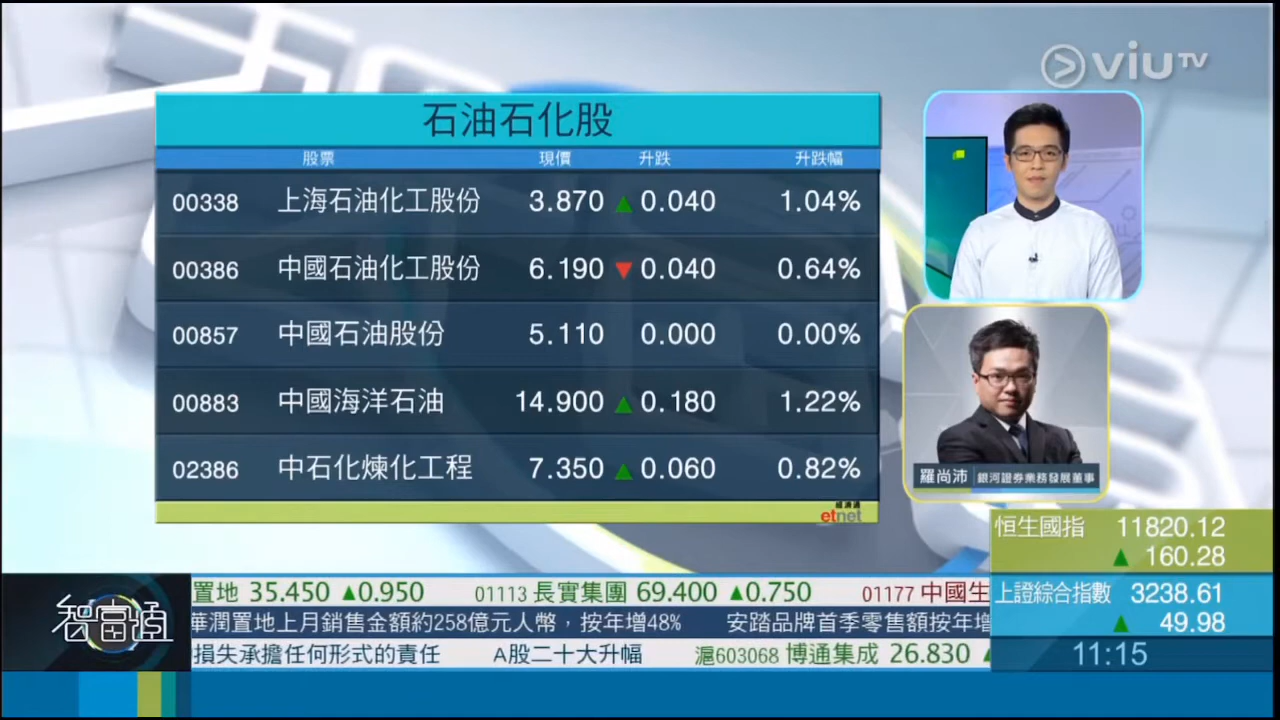 viuTV
石油石化股
股票 現價 升跌 升跌幅
00338 上海石油化工股份 3.870 ▲ 0.040 1.04%
00386 中國石油化工股份 6.190 ▼ 0.040 0.64%
00857 中國石油股份 5.110 0.000 0.00%
00883 中國海洋石油 14.900 ▲ 0.180 1.22%
02386 中石化煉化工程 7.350 ▲ 0.060 0.82%
經濟通
etnet
羅尚沛 銀河證券業務發展董事
恒生國指 11820.12
▲ 160.28
上證綜合指數 3238.61
▲ 49.98
11:15
智富通
置地 35.450 ▲0.950 01113 長實集團 69.400 ▲0.750 01177 中國生
華潤置地上月銷售金額約258億元人幣，按年增48% 安踏品牌首季零售額按年增
損失承擔任何形式的責任 A股二十大升幅 滬603068 博通集成 26.830